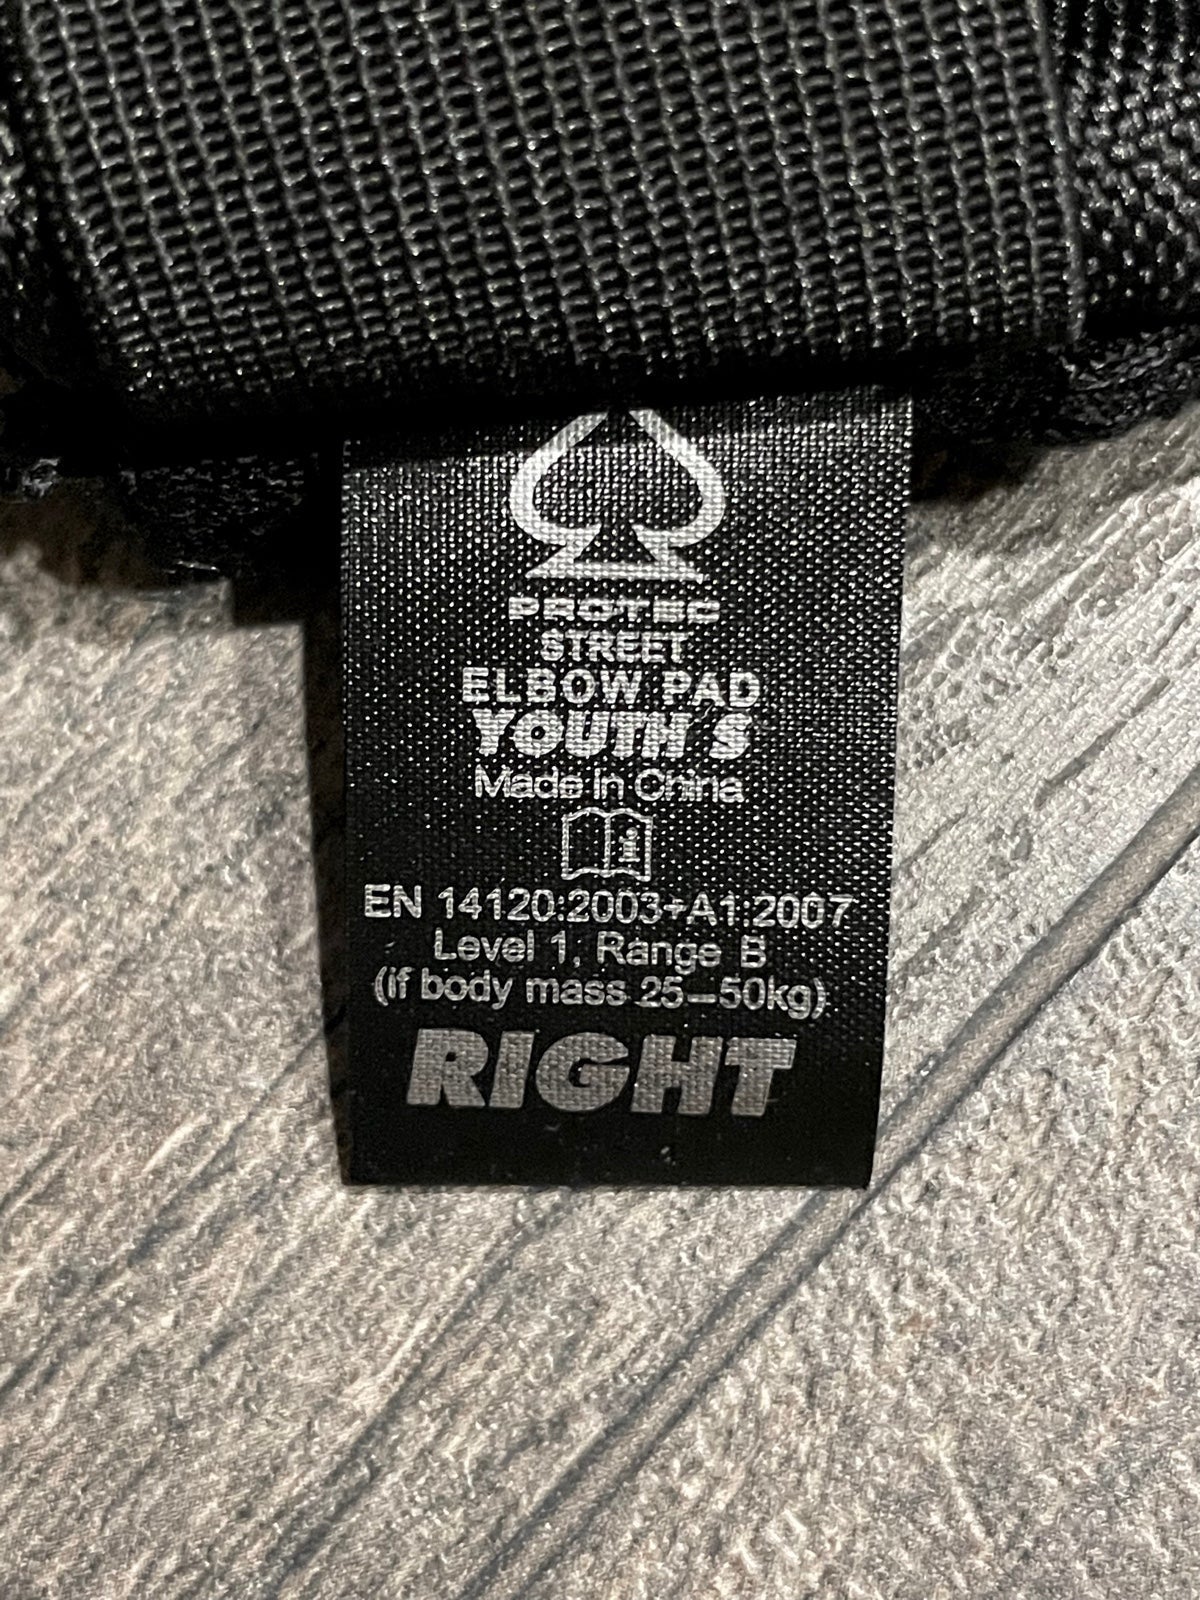 PROTEC
STREET
ELBOW PAD
YOUTH S
Made in China
i
EN 14120:2003+A1:2007
Level 1, Range B
(if body mass 25–50kg)
RIGHT